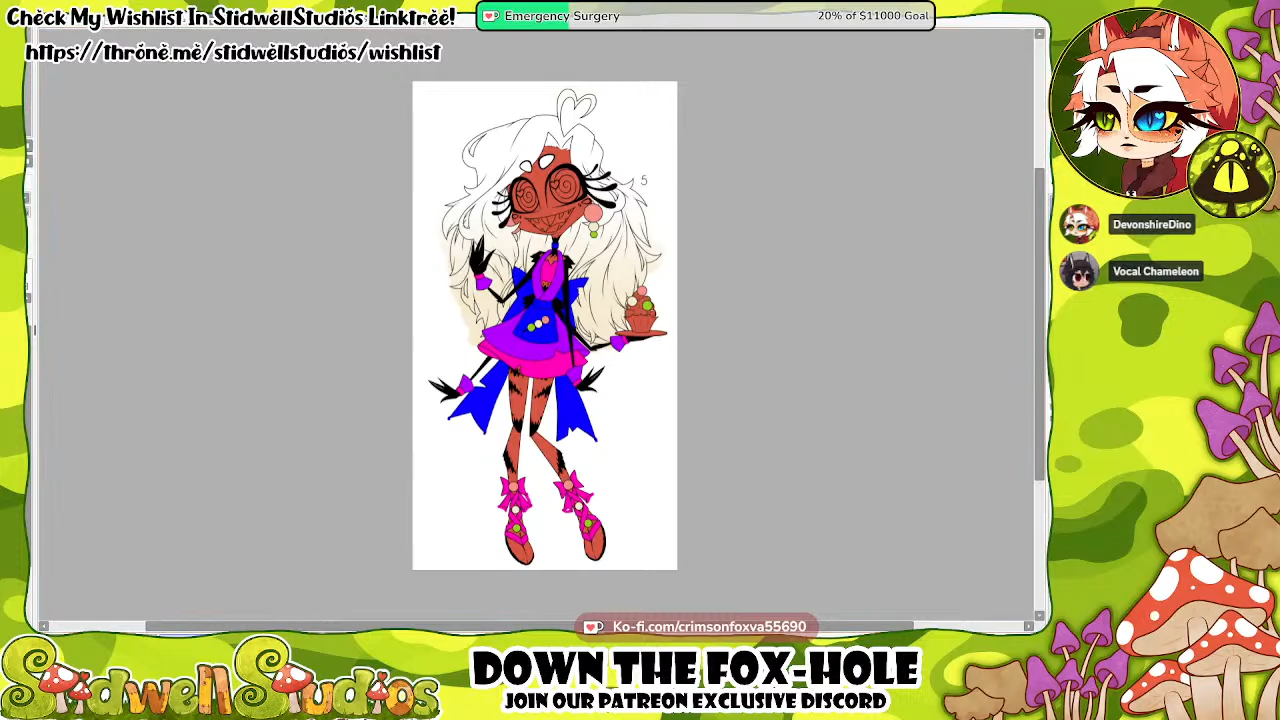 Check My Wishlist In StidwellStudios Linktree!
https://throne.me/stidwellstudios/wishlist
Emergency Surgery
20% of $11000 Goal
5
DevonshireDino
Vocal Chameleon
Ko-fi.com/crimsonfoxva55690
StidwellStudios
DOWN THE FOX-HOLE
JOIN OUR PATREON EXCLUSIVE DISCORD